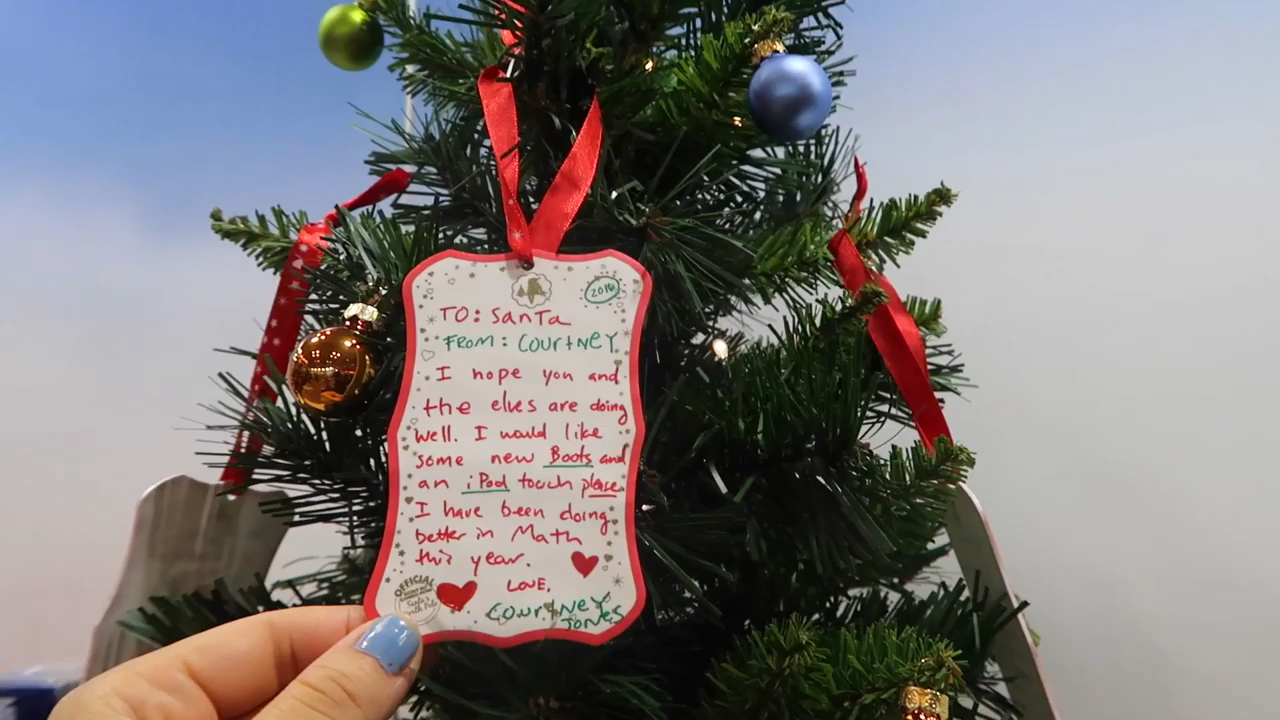 2016
TO: Santa
FROM: COURTNEY
I hope you and
the elves are doing
well. I would like
some new Boots and
an iPod touch please.
I have been doing
better in Math
this year.
LOVE,
COURTNEY
JONES
OFFICIAL
Santa's